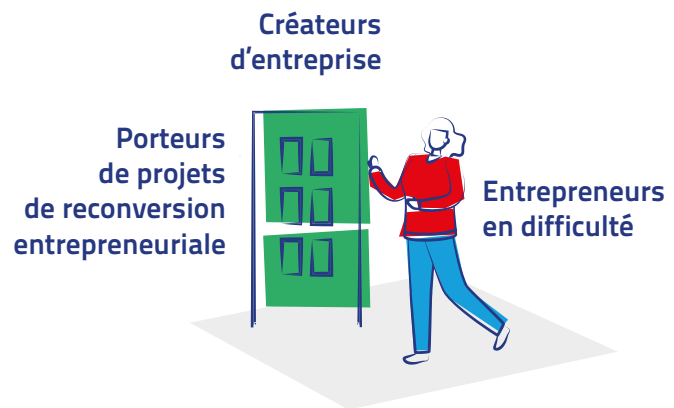 Créateurs
d’entreprise
Porteurs
de projets
de reconversion
entrepreneuriale
Entrepreneurs
en difficulté